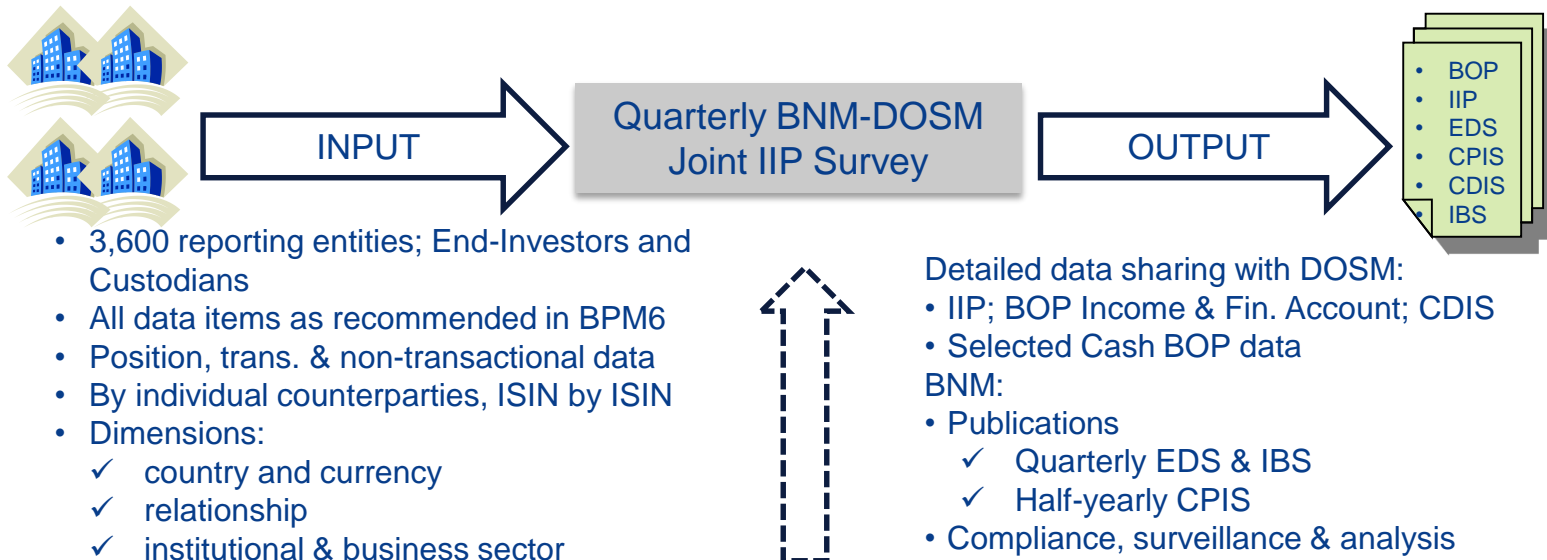 INPUT
Quarterly BNM-DOSM
Joint IIP Survey
OUTPUT
• BOP
• IIP
• EDS
• CPIS
• CDIS
• IBS
• 3,600 reporting entities; End-Investors and
Custodians
• All data items as recommended in BPM6
• Position, trans. & non-transactional data
• By individual counterparties, ISIN by ISIN
• Dimensions:
✓ country and currency
✓ relationship
✓ institutional & business sector
Detailed data sharing with DOSM:
• IIP; BOP Income & Fin. Account; CDIS
• Selected Cash BOP data
BNM:
• Publications
✓ Quarterly EDS & IBS
✓ Half-yearly CPIS
• Compliance, surveillance & analysis